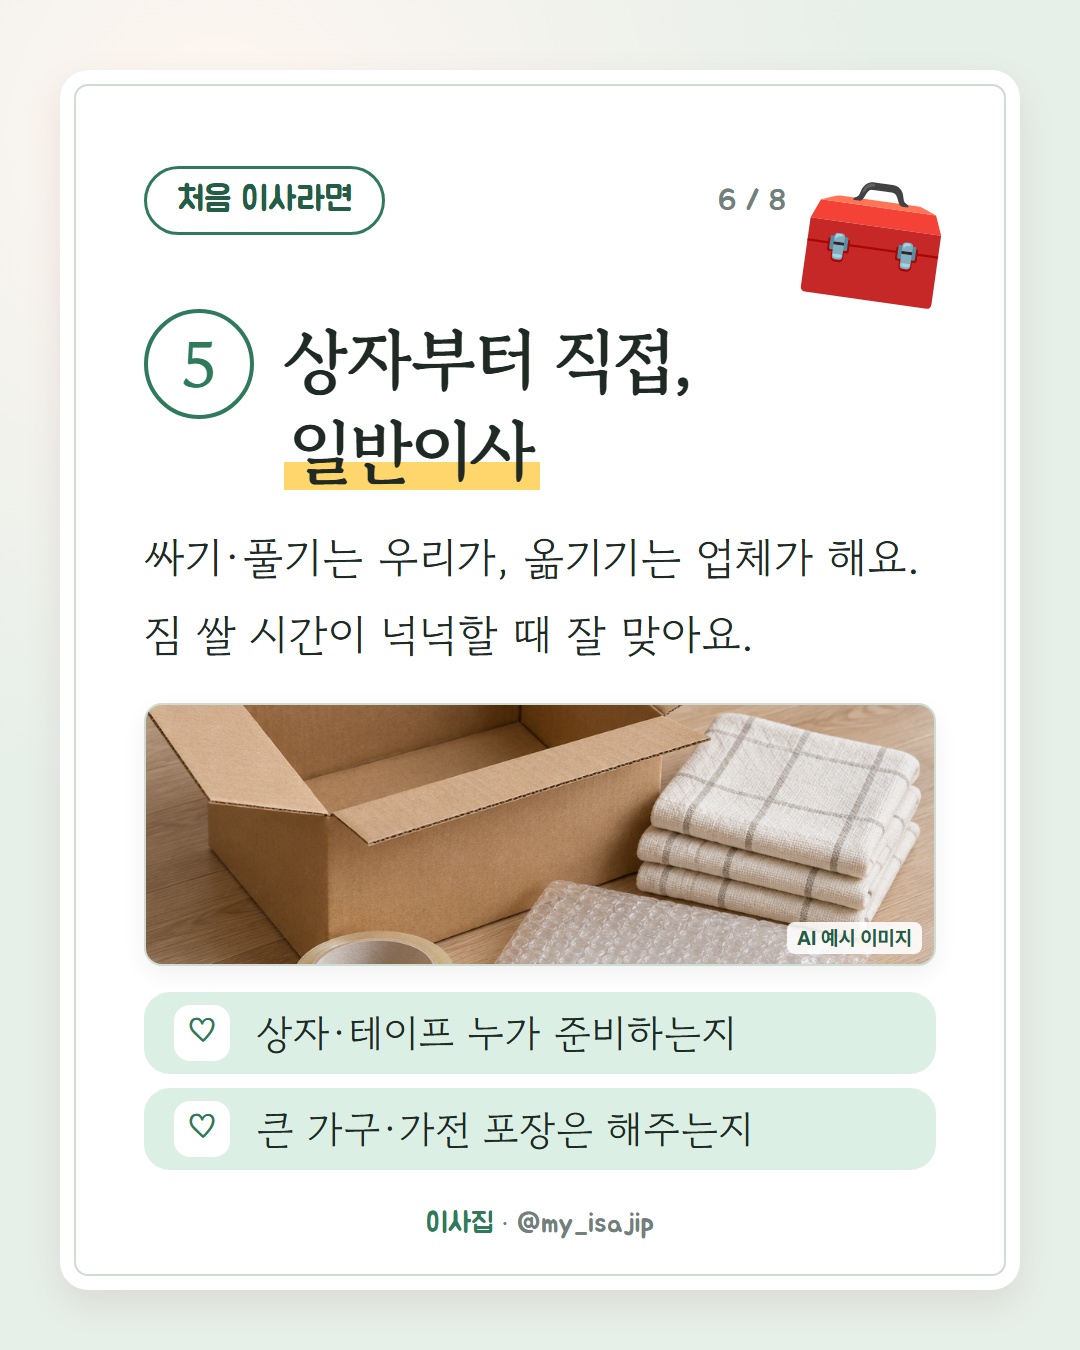 처음 이사라면
6 / 8
5
상자부터 직접,
일반이사
싸기·풀기는 우리가, 옮기기는 업체가 해요.
짐 쌀 시간이 넉넉할 때 잘 맞아요.
AI 예시 이미지
상자·테이프 누가 준비하는지
큰 가구·가전 포장은 해주는지
이사집 · @my_isajip